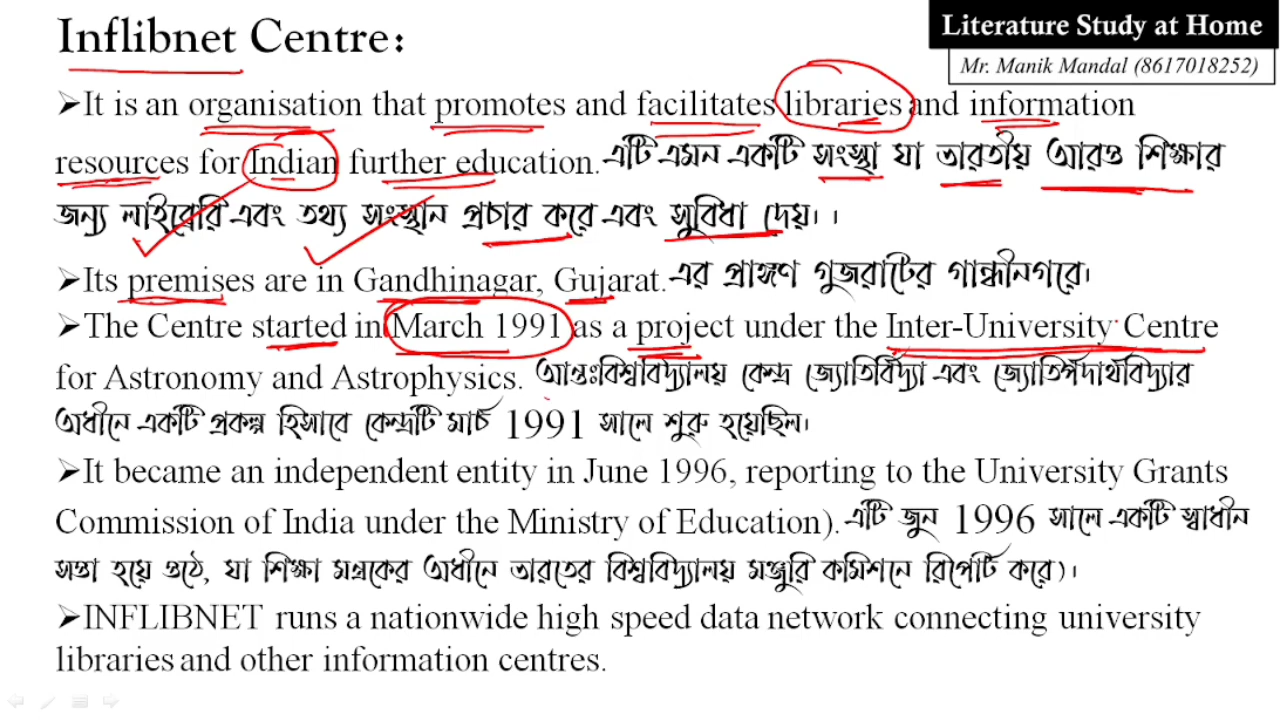 Inflibnet Centre:
Literature Study at Home
Mr. Manik Mandal (8617018252)
➢It is an organisation that promotes and facilitates libraries and information
resources for Indian further education. এটি এমন একটি সংস্থা যা ভারতীয় আরও শিক্ষার
জন্য লাইব্রেরি এবং তথ্য সংস্থান প্রচার করে এবং সুবিধা দেয়।।
➢Its premises are in Gandhinagar, Gujarat. এর প্রাঙ্গণ গুজরাটের গান্ধীনগরে।
➢The Centre started in March 1991 as a project under the Inter-University Centre
for Astronomy and Astrophysics. আন্তঃবিশ্ববিদ্যালয় কেন্দ্র জ্যোতির্বিদ্যা এবং জ্যোতির্পদার্থবিদ্যার
অধীনে একটি প্রকল্প হিসাবে কেন্দ্রটি মার্চ 1991 সালে শুরু হয়েছিল।
➢It became an independent entity in June 1996, reporting to the University Grants
Commission of India under the Ministry of Education). এটি জুন 1996 সালে একটি স্বাধীন
সত্তা হয়ে ওঠে, যা শিক্ষা মন্ত্রকের অধীনে ভারতের বিশ্ববিদ্যালয় মঞ্জুরি কমিশনে রিপোর্ট করে)।
➢INFLIBNET runs a nationwide high speed data network connecting university
libraries and other information centres.